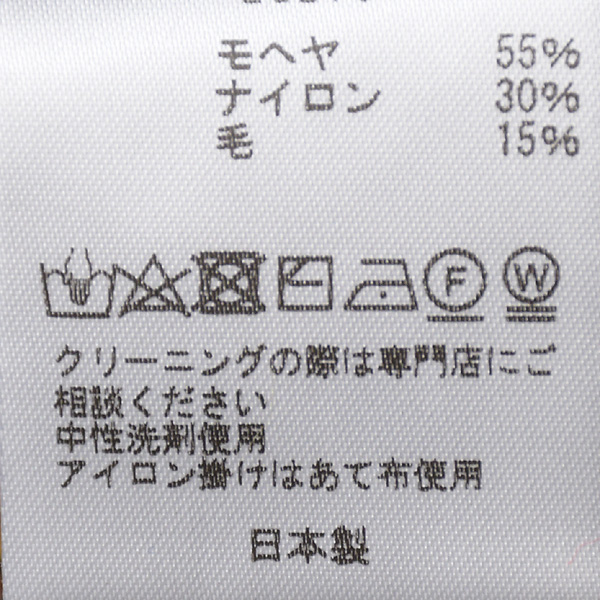 モヘヤ 55%
ナイロン 30%
毛 15%
F W
クリーニングの際は専門店にご
相談ください
中性洗剤使用
アイロン掛けはあて布使用
日本製